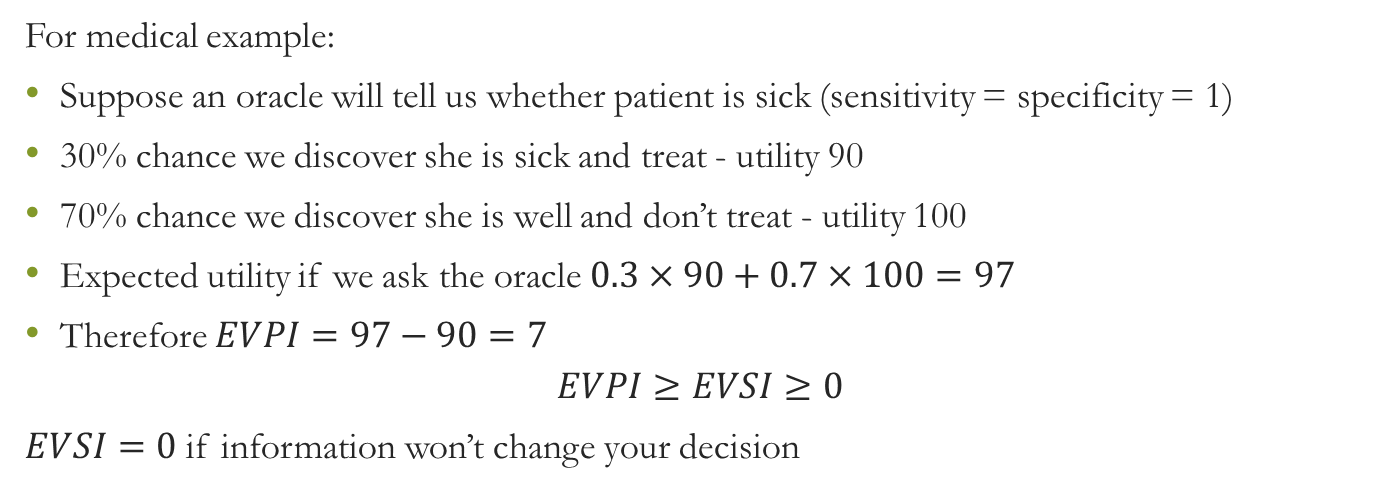 For medical example:
• Suppose an oracle will tell us whether patient is sick (sensitivity = specificity = 1)
• 30% chance we discover she is sick and treat - utility 90
• 70% chance we discover she is well and don’t treat - utility 100
• Expected utility if we ask the oracle 0.3 × 90 + 0.7 × 100 = 97
• Therefore EVPI = 97 − 90 = 7
EVPI ≥ EVSI ≥ 0
EVSI = 0 if information won’t change your decision